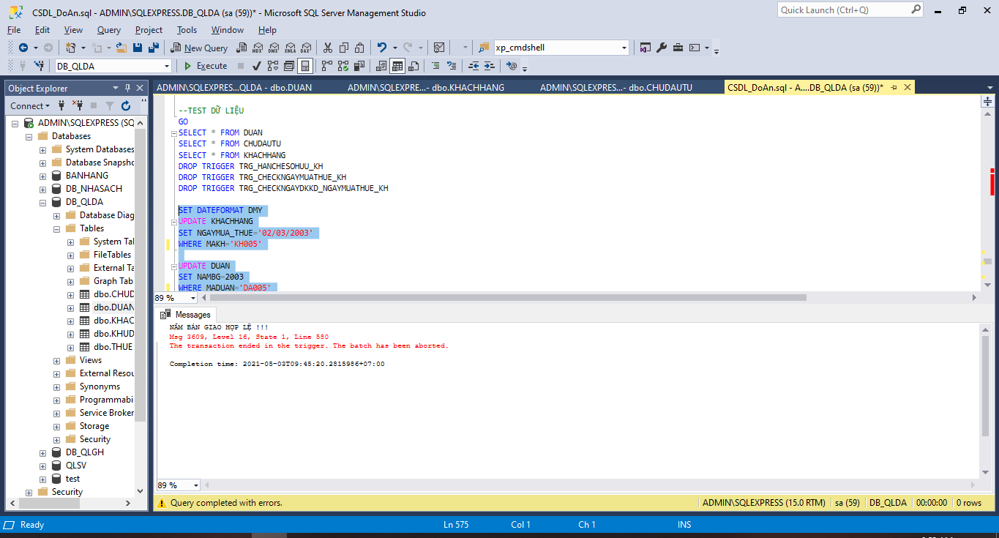 CSDL_DoAn.sql - ADMIN\SQLEXPRESS.DB_QLDA (sa (59))* - Microsoft SQL Server Management Studio
Quick Launch (Ctrl+Q)
File Edit View Query Project Tools Window Help
New Query MDX DMX XMLA DAX xp_cmdshell
DB_QLDA Execute
Object Explorer
Connect
ADMIN\SQLEXPRESS (SQ
Databases
System Databases
Database Snapsho
BANHANG
DB_NHASACH
DB_QLDA
Database Diag
Tables
System Tal
FileTables
External Ta
Graph Tab
dbo.CHUD
dbo.DUAN
dbo.KHAC
dbo.KHUD
dbo.THUE
Views
External Resou
Synonyms
Programmabi
Service Broker
Storage
Security
DB_QLGH
QLSV
test
Security
ADMIN\SQLEXPRES...QLDA - dbo.DUAN
ADMIN\SQLEXPRE...- dbo.KHACHHANG
ADMIN\SQLEXPRES...- dbo.CHUDAUTU
CSDL_DoAn.sql - A....DB_QLDA (sa (59))*
--TEST DỮ LIỆU
GO
SELECT * FROM DUAN
SELECT * FROM CHUDAUTU
SELECT * FROM KHACHHANG
DROP TRIGGER TRG_HANCHESOHUU_KH
DROP TRIGGER TRG_CHECKNGAYMUATHUE_KH
DROP TRIGGER TRG_CHECKNGAYDKKD_NGAYMUATHUE_KH
SET DATEFORMAT DMY
UPDATE KHACHHANG
SET NGAYMUA_THUE='02/03/2003'
WHERE MAKH='KH005'
UPDATE DUAN
SET NAMBG=2003
WHERE MADUAN='DA005'
89 %
Messages
NĂM BÀN GIAO HỢP LỆ !!!
Msg 3609, Level 16, State 1, Line 580
The transaction ended in the trigger. The batch has been aborted.
Completion time: 2021-05-03T09:45:20.2815986+07:00
89 %
Query completed with errors.
ADMIN\SQLEXPRESS (15.0 RTM) sa (59) DB_QLDA 00:00:00 0 rows
Ready Ln 575 Col 1 Ch 1 INS